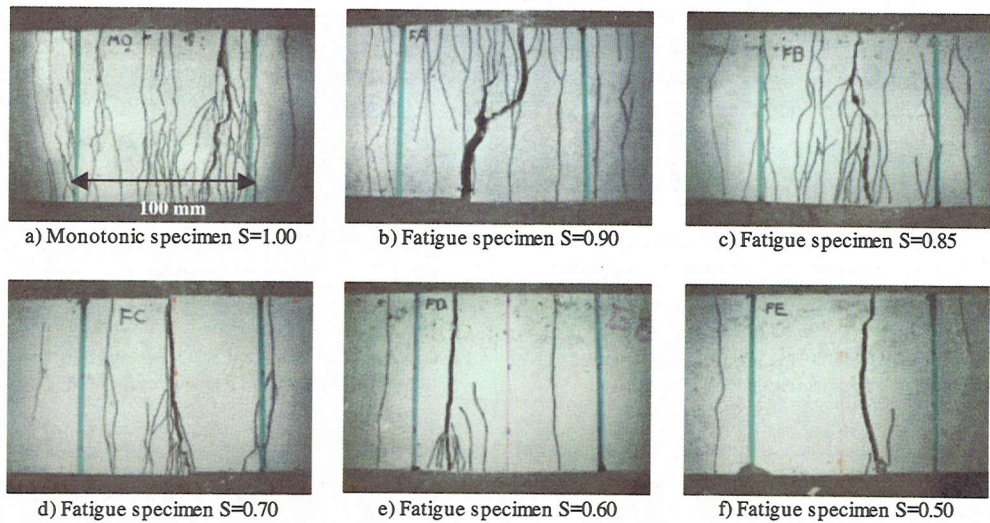 MO
100 mm
a) Monotonic specimen S=1.00
FA
b) Fatigue specimen S=0.90
FB
c) Fatigue specimen S=0.85
FC
d) Fatigue specimen S=0.70
FD
e) Fatigue specimen S=0.60
FE
f) Fatigue specimen S=0.50